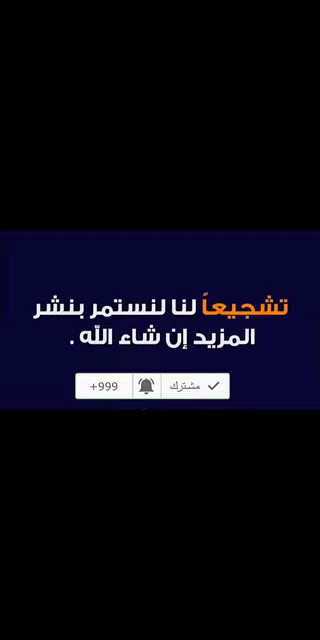 تشجيعاً لنا لنستمر بنشر
المزيد إن شاء الله .
مشترك +999